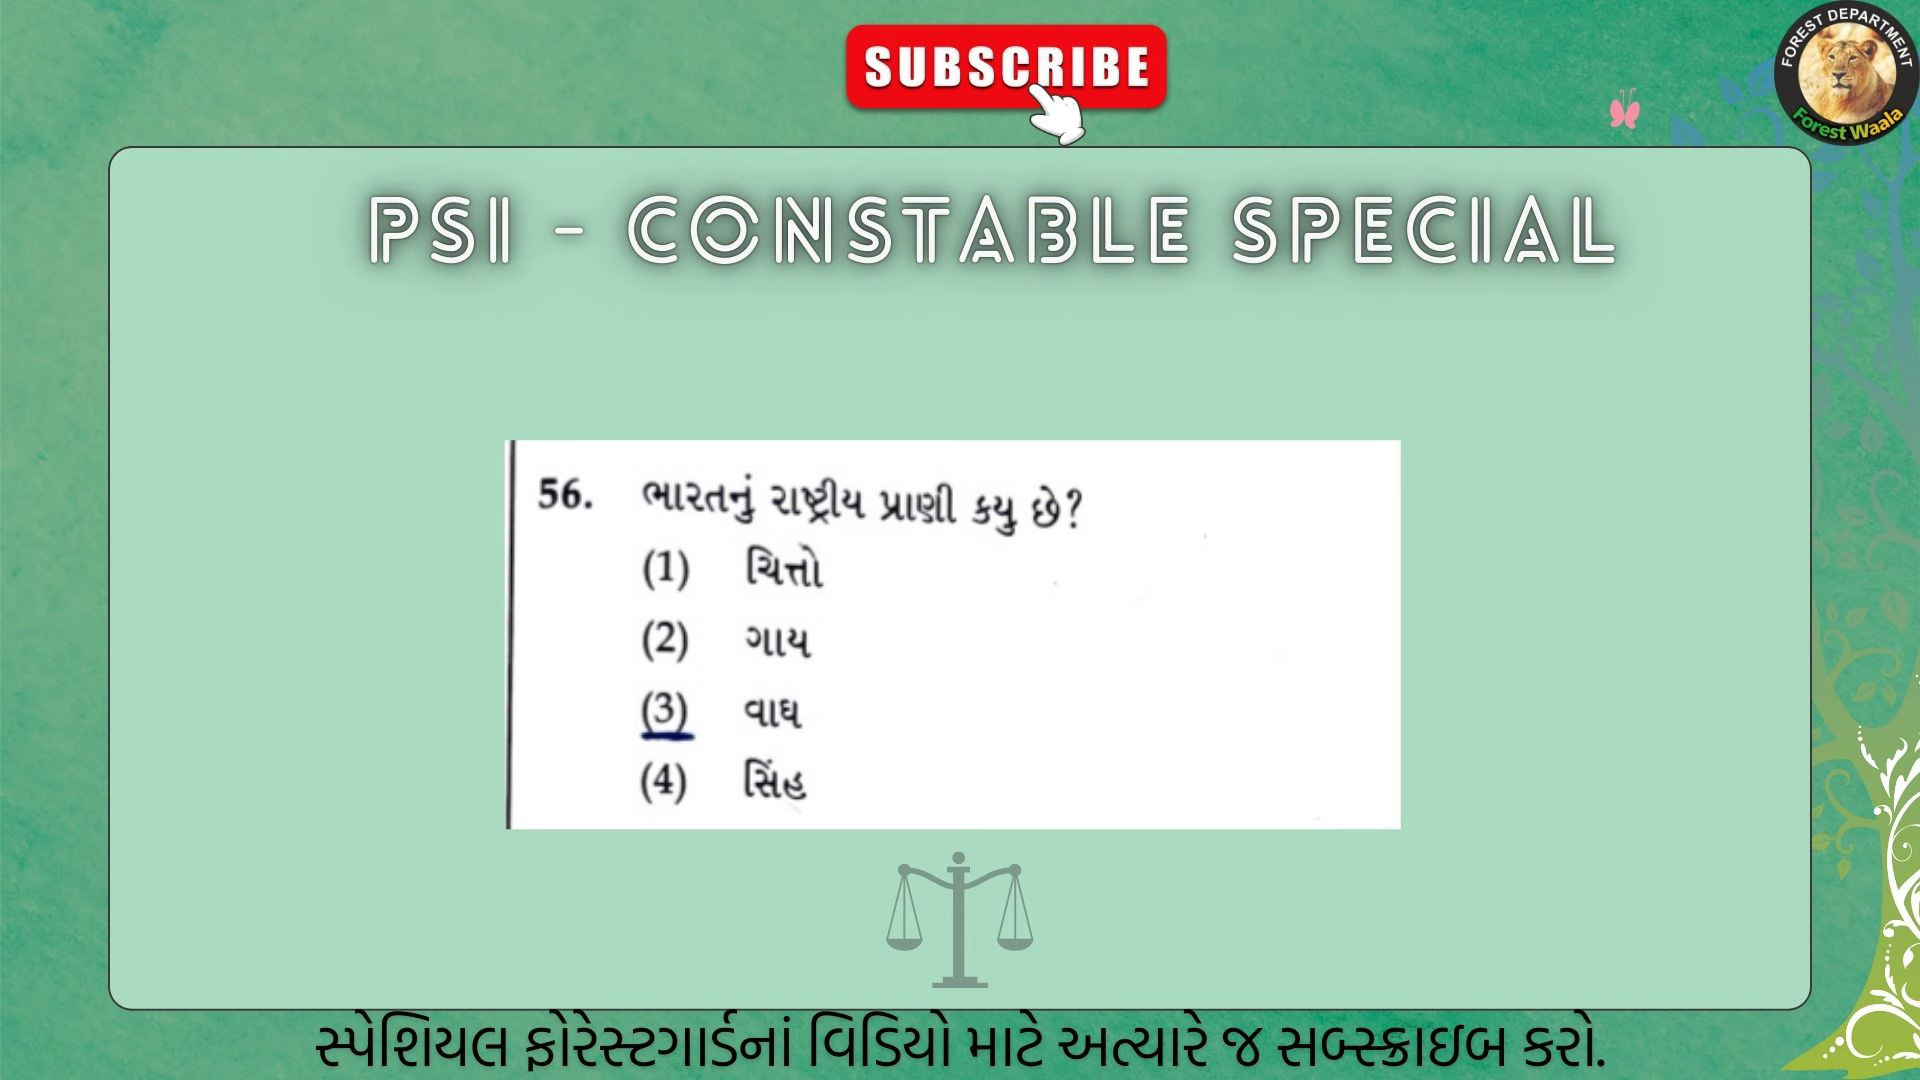 SUBSCRIBE
FOREST DEPARTMENT
Forest Waala
PSI - CONSTABLE SPECIAL
56. ભારતનું રાષ્ટ્રીય પ્રાણી કયુ છે?
(1) ચિત્તો
(2) ગાય
(3) વાઘ
(4) સિંહ
સ્પેશિયલ ફોરેસ્ટગાર્ડનાં વિડિયો માટે અત્યારે જ સબ્સ્ક્રાઇબ કરો.